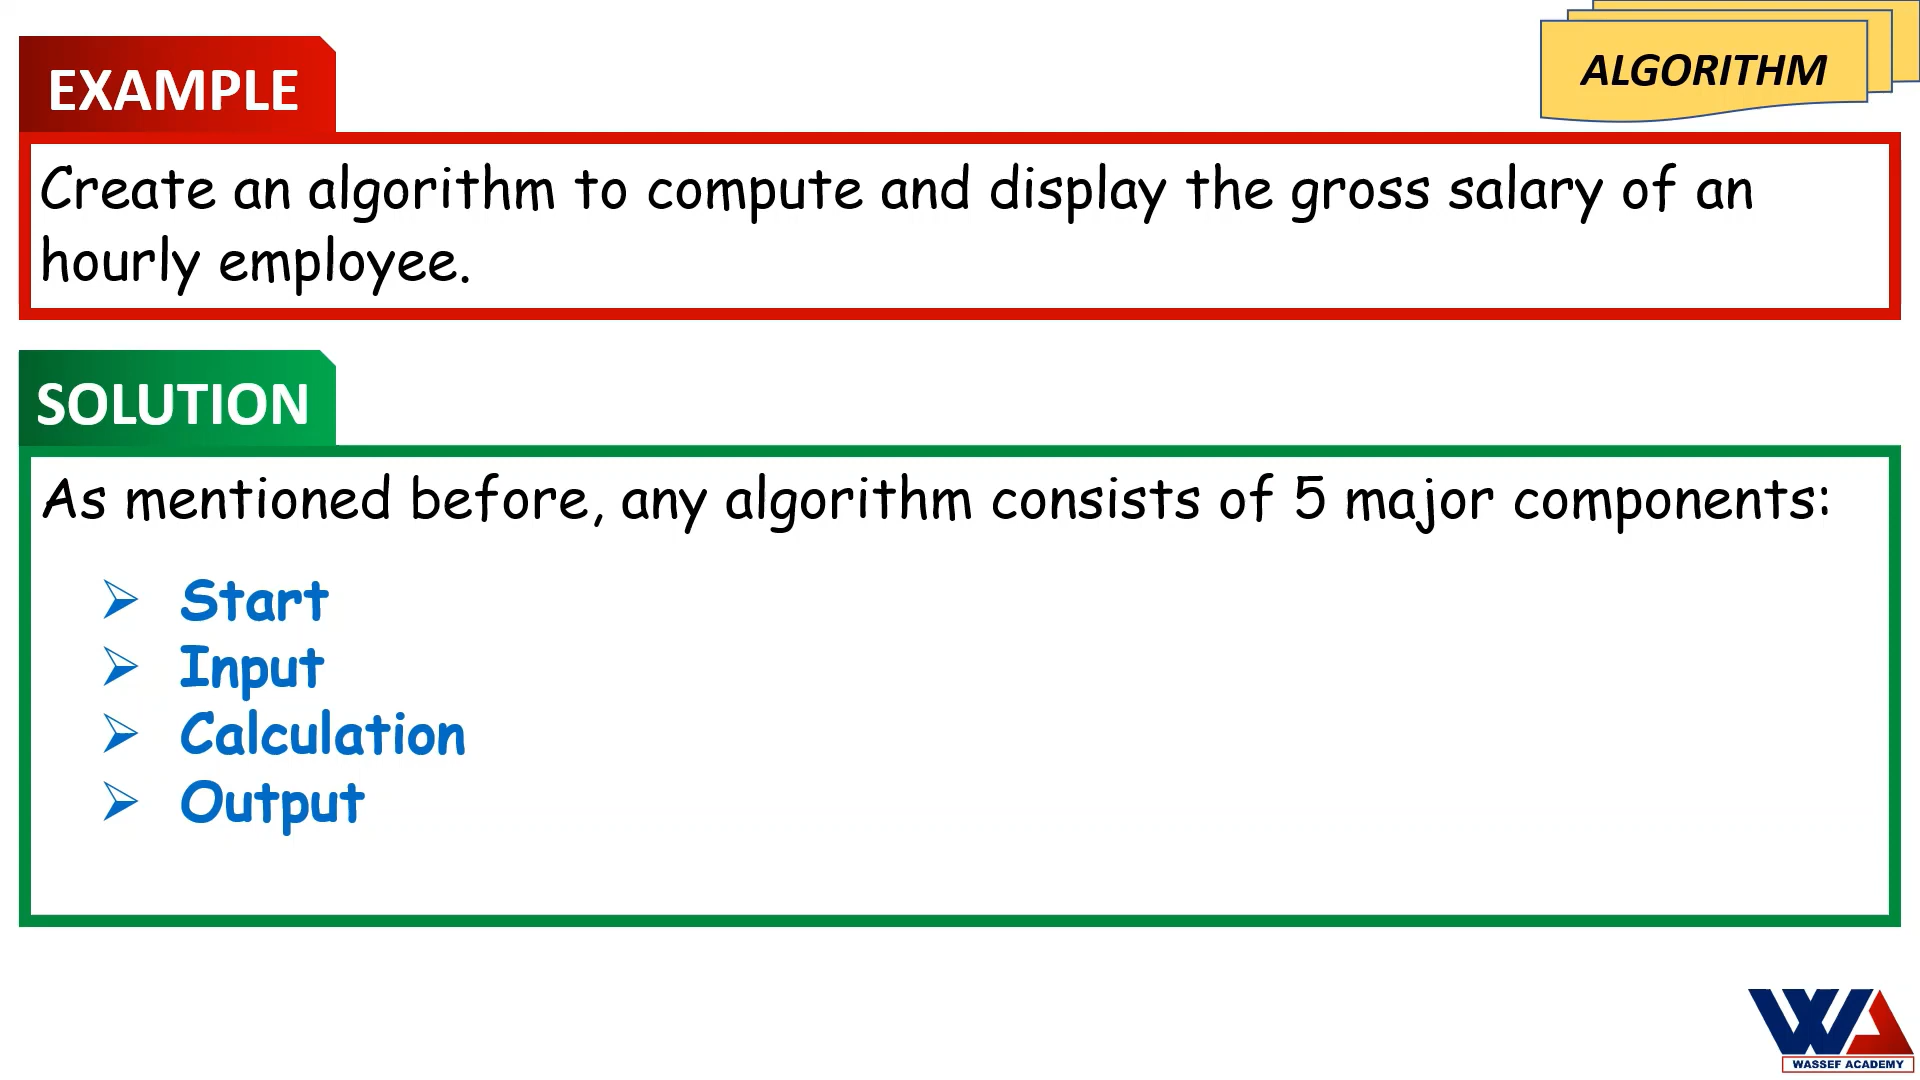 ALGORITHM
EXAMPLE
Create an algorithm to compute and display the gross salary of an
hourly employee.
SOLUTION
As mentioned before, any algorithm consists of 5 major components:
Start
Input
Calculation
Output
WA
WASSEF ACADEMY